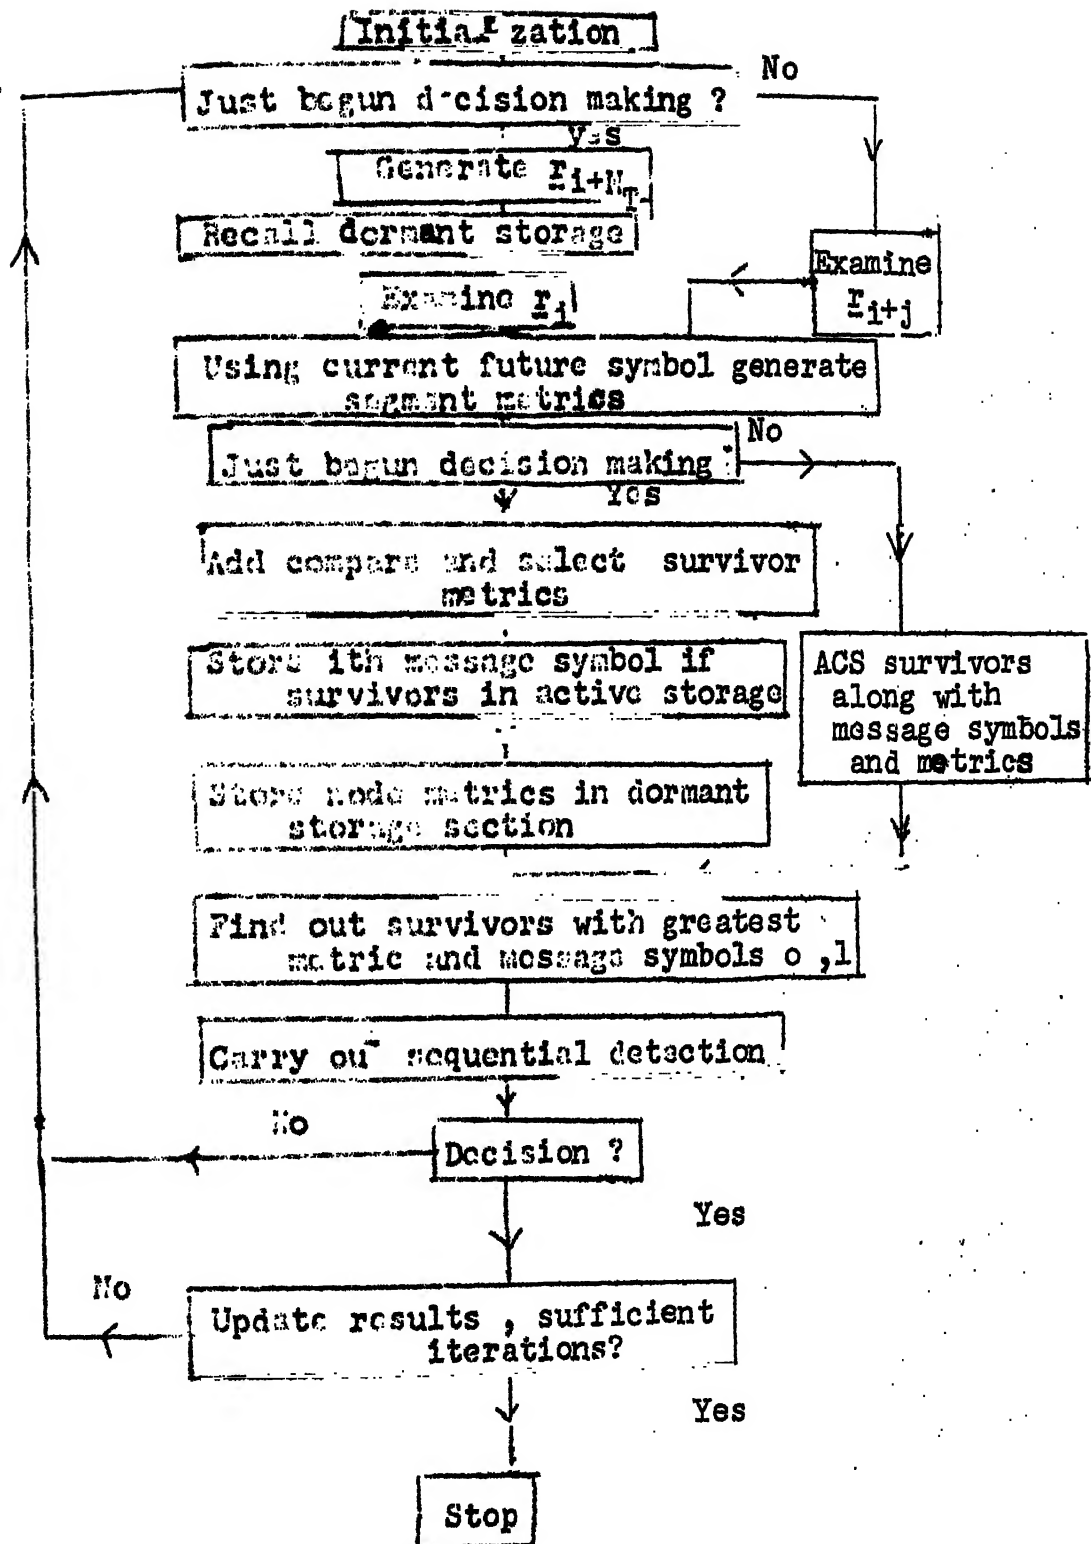 Initialization
Just begun decision making ?
No
Yes
Generate r i+N_T-
Recall dormant storage
Examine r i
Examine
r i+j
Using current future symbol generate
segment metrics
Just begun decision making
No
Yes
Add compare and select survivor
metrics
Store ith message symbol if
survivors in active storage
ACS survivors
along with
message symbols
and metrics
Store node metrics in dormant
storage section
Find out survivors with greatest
metric and message symbols o ,1
Carry out sequential detection
No
Decision ?
Yes
No
Update results , sufficient
iterations?
Yes
Stop